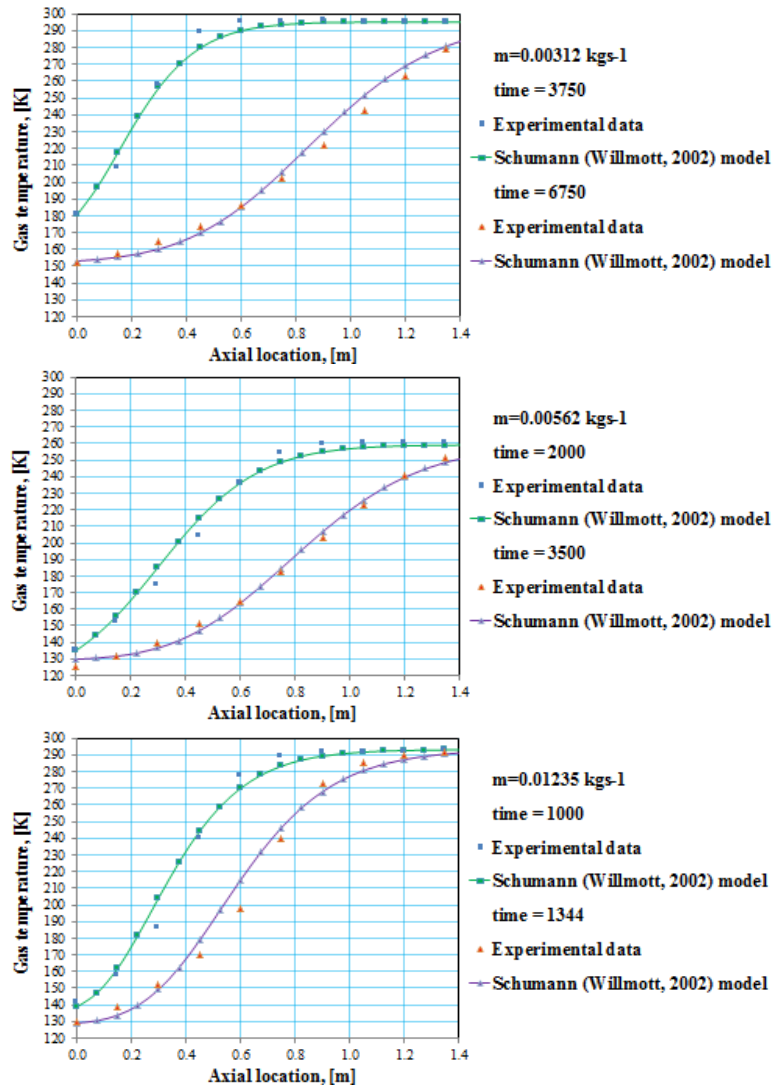 300
290
280
270
260
250
240
230
220
210
200
190
180
170
160
150
140
130
120
110
100
Gas temperature, [K]
0.0 0.2 0.4 0.6 0.8 1.0 1.2 1.4
Axial location, [m]
m=0.00312 kgs-1
time = 3750
Experimental data
Schumann (Willmott, 2002) model
time = 6750
Experimental data
Schumann (Willmott, 2002) model
300
290
280
270
260
250
240
230
220
210
200
190
180
170
160
150
140
130
120
Gas temperature, [K]
0.0 0.2 0.4 0.6 0.8 1.0 1.2 1.4
Axial location, [m]
m=0.00562 kgs-1
time = 2000
Experimental data
Schumann (Willmott, 2002) model
time = 3500
Experimental data
Schumann (Willmott, 2002) model
300
290
280
270
260
250
240
230
220
210
200
190
180
170
160
150
140
130
120
Gas temperature, [K]
0.0 0.2 0.4 0.6 0.8 1.0 1.2 1.4
Axial location, [m]
m=0.01235 kgs-1
time = 1000
Experimental data
Schumann (Willmott, 2002) model
time = 1344
Experimental data
Schumann (Willmott, 2002) model